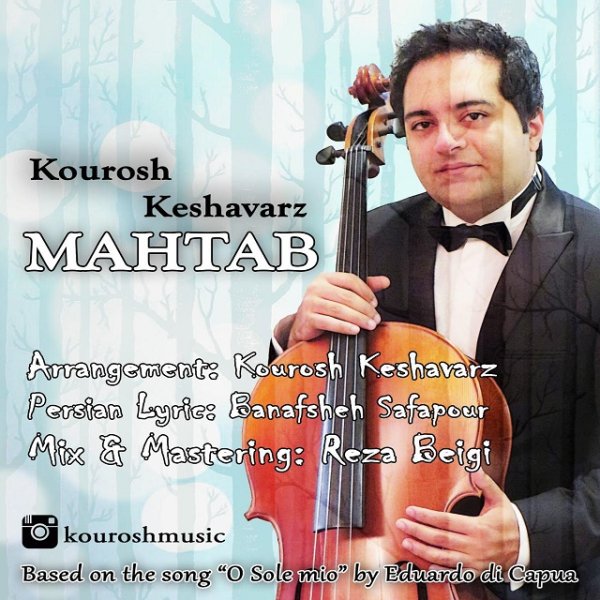 Kourosh
Keshavarz
MAHTAB
Arrangement: Kourosh Keshavarz
Persian Lyric: Banafsheh Safapour
Mix & Mastering: Reza Beigi
kouroshmusic
Based on the song “O Sole mio” by Eduardo di Capua